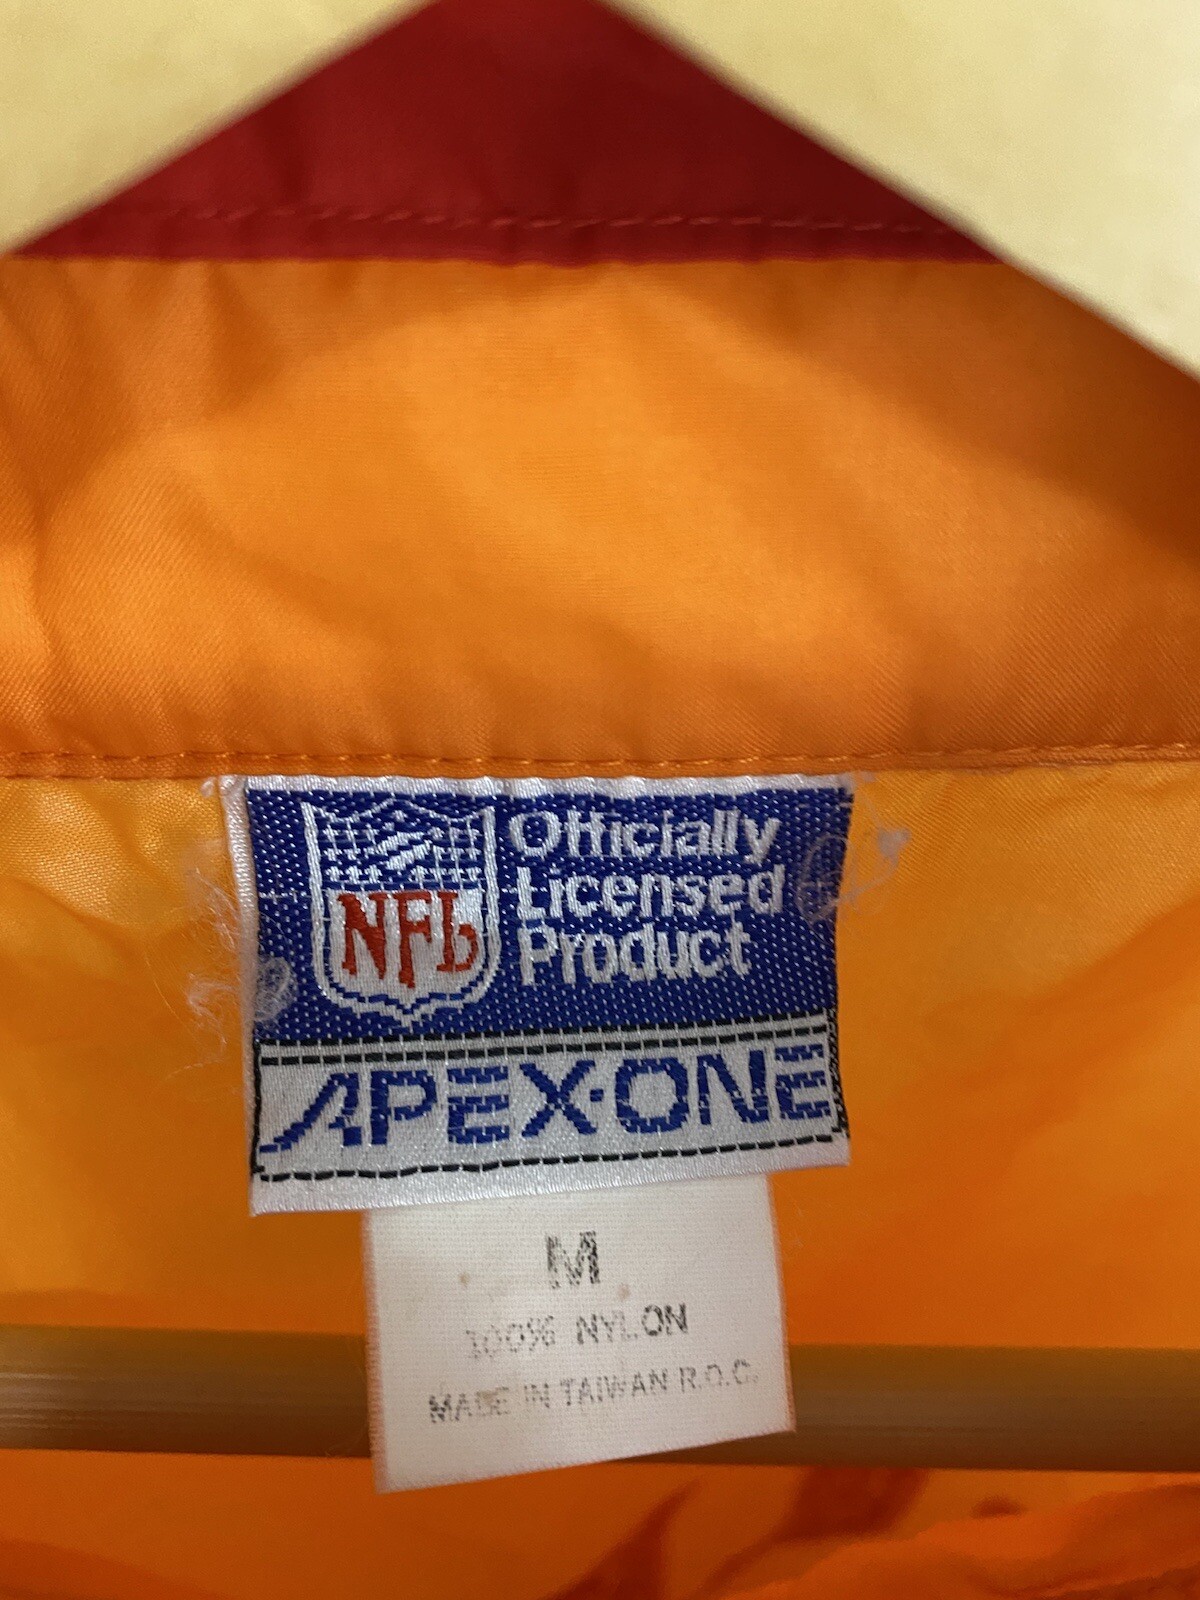 NFL
Officially
Licensed
Product
APEX·ONE
M
100% NYLON
MADE IN TAIWAN R.O.C.